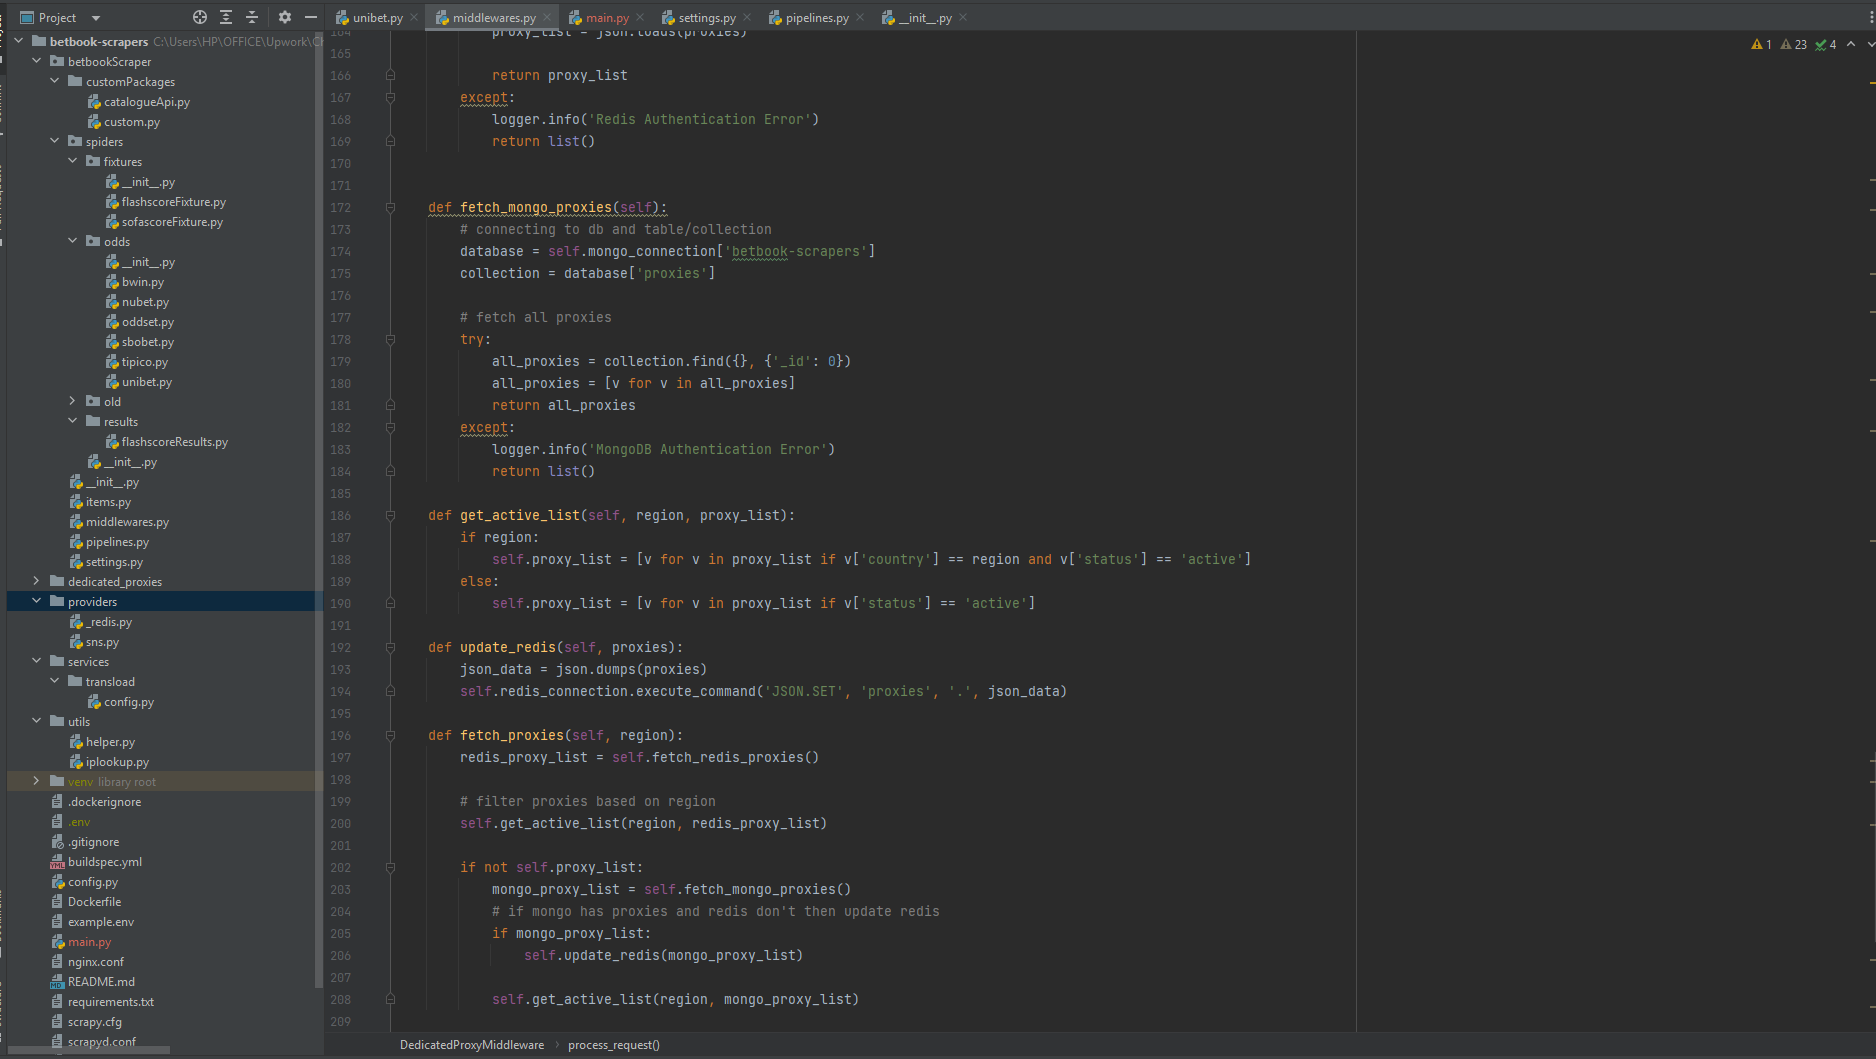 Project
unibet.py
middlewares.py
main.py
settings.py
pipelines.py
__init__.py
betbook-scrapers C:\Users\HP\OFFICE\Upwork\Ch
betbookScraper
customPackages
catalogueApi.py
custom.py
spiders
fixtures
__init__.py
flashscoreFixture.py
sofascoreFixture.py
odds
__init__.py
bwin.py
nubet.py
oddset.py
sbobet.py
tipico.py
unibet.py
old
results
flashscoreResults.py
__init__.py
__init__.py
items.py
middlewares.py
pipelines.py
settings.py
dedicated_proxies
providers
_redis.py
sns.py
services
transload
config.py
utils
helper.py
iplookup.py
venv library root
.dockerignore
.env
.gitignore
buildspec.yml
config.py
Dockerfile
example.env
main.py
nginx.conf
README.md
requirements.txt
scrapy.cfg
scrapyd.conf
1 23 4
164 proxy_list = json.loads(proxies)
165
166 return proxy_list
167 except:
168 logger.info('Redis Authentication Error')
169 return list()
170
171
172 def fetch_mongo_proxies(self):
173 # connecting to db and table/collection
174 database = self.mongo_connection['betbook-scrapers']
175 collection = database['proxies']
176
177 # fetch all proxies
178 try:
179 all_proxies = collection.find({}, {'_id': 0})
180 all_proxies = [v for v in all_proxies]
181 return all_proxies
182 except:
183 logger.info('MongoDB Authentication Error')
184 return list()
185
186 def get_active_list(self, region, proxy_list):
187 if region:
188 self.proxy_list = [v for v in proxy_list if v['country'] == region and v['status'] == 'active']
189 else:
190 self.proxy_list = [v for v in proxy_list if v['status'] == 'active']
191
192 def update_redis(self, proxies):
193 json_data = json.dumps(proxies)
194 self.redis_connection.execute_command('JSON.SET', 'proxies', '.', json_data)
195
196 def fetch_proxies(self, region):
197 redis_proxy_list = self.fetch_redis_proxies()
198
199 # filter proxies based on region
200 self.get_active_list(region, redis_proxy_list)
201
202 if not self.proxy_list:
203 mongo_proxy_list = self.fetch_mongo_proxies()
204 # if mongo has proxies and redis don't then update redis
205 if mongo_proxy_list:
206 self.update_redis(mongo_proxy_list)
207
208 self.get_active_list(region, mongo_proxy_list)
209
DedicatedProxyMiddleware process_request()